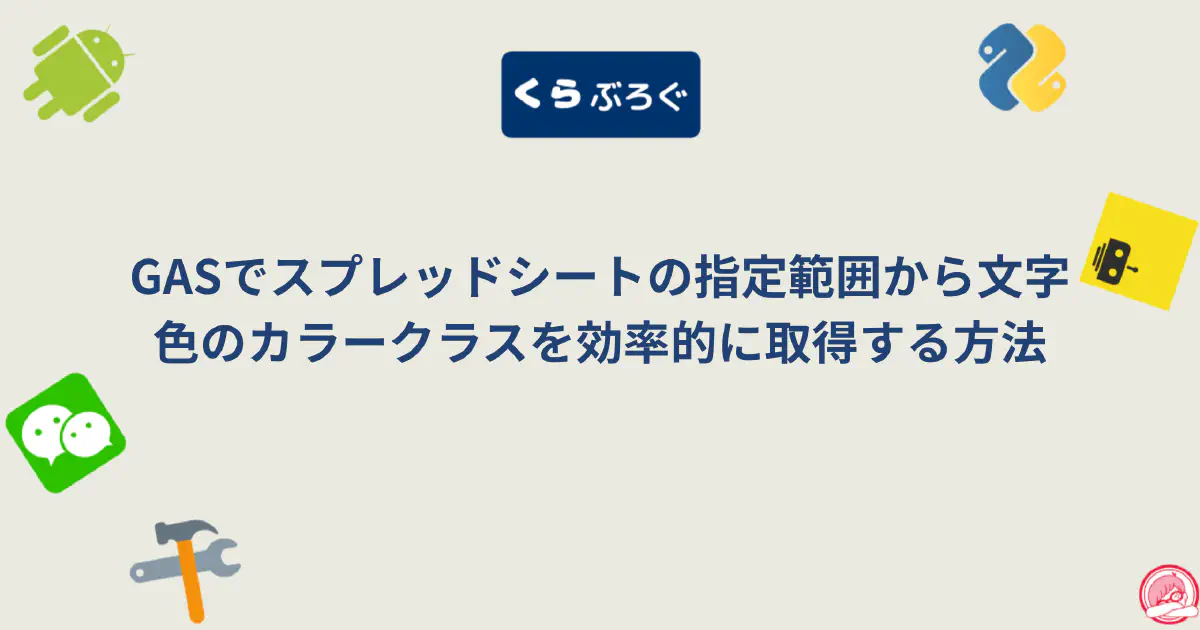 くらぶろぐ
GASでスプレッドシートの指定範囲から文字
色のカラークラスを効率的に取得する方法